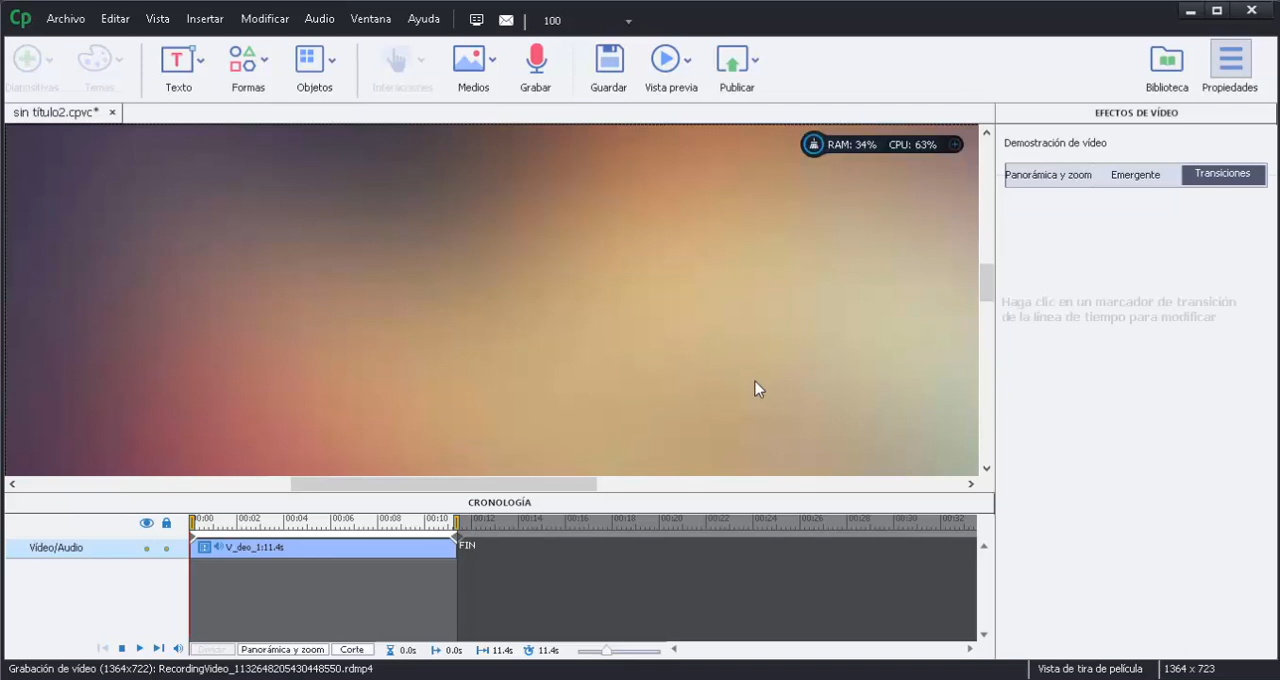 Cp Archivo Editar Vista Insertar Modificar Audio Ventana Ayuda 100
Diapositivas Temas Texto Formas Objetos Interacciones Medios Grabar Guardar Vista previa Publicar Biblioteca Propiedades
sin título2.cpvc* ×
EFECTOS DE VÍDEO
RAM: 34% CPU: 63%
Demostración de vídeo
Panorámica y zoom Emergente Transiciones
Haga clic en un marcador de transición
de la línea de tiempo para modificar
CRONOLOGÍA
00:00 00:02 00:04 00:06 00:08 00:10 00:12 00:14 00:16 00:18 00:20 00:22 00:24 00:26 00:28 00:30 00:32
Vídeo/Audio V_deo_1:11.4s FIN
Dividir Panorámica y zoom Corte 0.0s 0.0s 11.4s 11.4s
Grabación de vídeo (1364x722): RecordingVideo_1132648205430448550.rdmp4 Vista de tira de película 1364 x 723